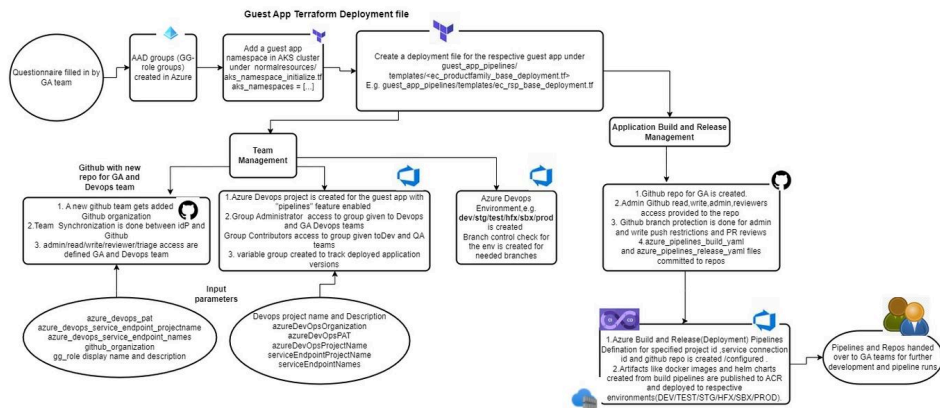 Guest App Terraform Deployment file
Questionnaire filled in by
GA team
AAD groups (GG-
role groups)
created in Azure
Add a guest app
namespace in AKS cluster
under normalresources/
aks_namespace_initialize.tf
aks_namespaces = [...]
Create a deployment file for the respective guest app under
guest_app_pipelines/
templates/<ec_productfamily_base_deployment.tf>
E.g. guest_app_pipelines/templates/ec_rsp_base_deployment.tf
Team
Management
Application Build and Release
Management
Github with new
repo for GA and
Devops team
1. A new github team gets added
Github organization
2.Team Synchronization is done between idP and
Github
3. admin/read/write/reviewer/triage access are
defined GA and Devops team
1.Azure Devops project is created for the guest app with
"pipelines" feature enabled
2.Group Administrator access to group given to Devops and
GA Devops teams
Group Contributors access to group given toDev and QA
teams
3. variable group created to track deployed application
versions
Azure Devops
Environment,e.g.
dev/stg/test/hfx/sbx/prod
is created
Branch control check for
the env is created for
needed branches
1.Github repo for GA is created.
2.Admin Github read,write,admin,reviewers
access provided to the repo
3. Github branch protection is done for admin
and write push restrictions and PR reviews
4.azure_pipelines_build_yaml
and azure_pipelines_release_yaml files
committed to repos
Input
parameters
azure_devops_pat
azure_devops_service_endpoint_projectname
azure_devops_service_endpoint_names
github_organization
gg_role display name and description
Devops project name and Description
azureDevOpsOrganization
azureDevOpsPAT
azureDevOpsProjectName
serviceEndpointProjectName
serviceEndpointNames
1.Azure Build and Release(Deployment) Pipelines
Defination for specified project id ,service connection
id and github repo is created /configured .
2.Artifacts like docker images and helm charts
created from build pipelines are published to ACR
and deployed to respective
environments(DEV/TEST/STG/HFX/SBX/PROD).
Pipelines and Repos handed
over to GA teams for further
development and pipeline runs